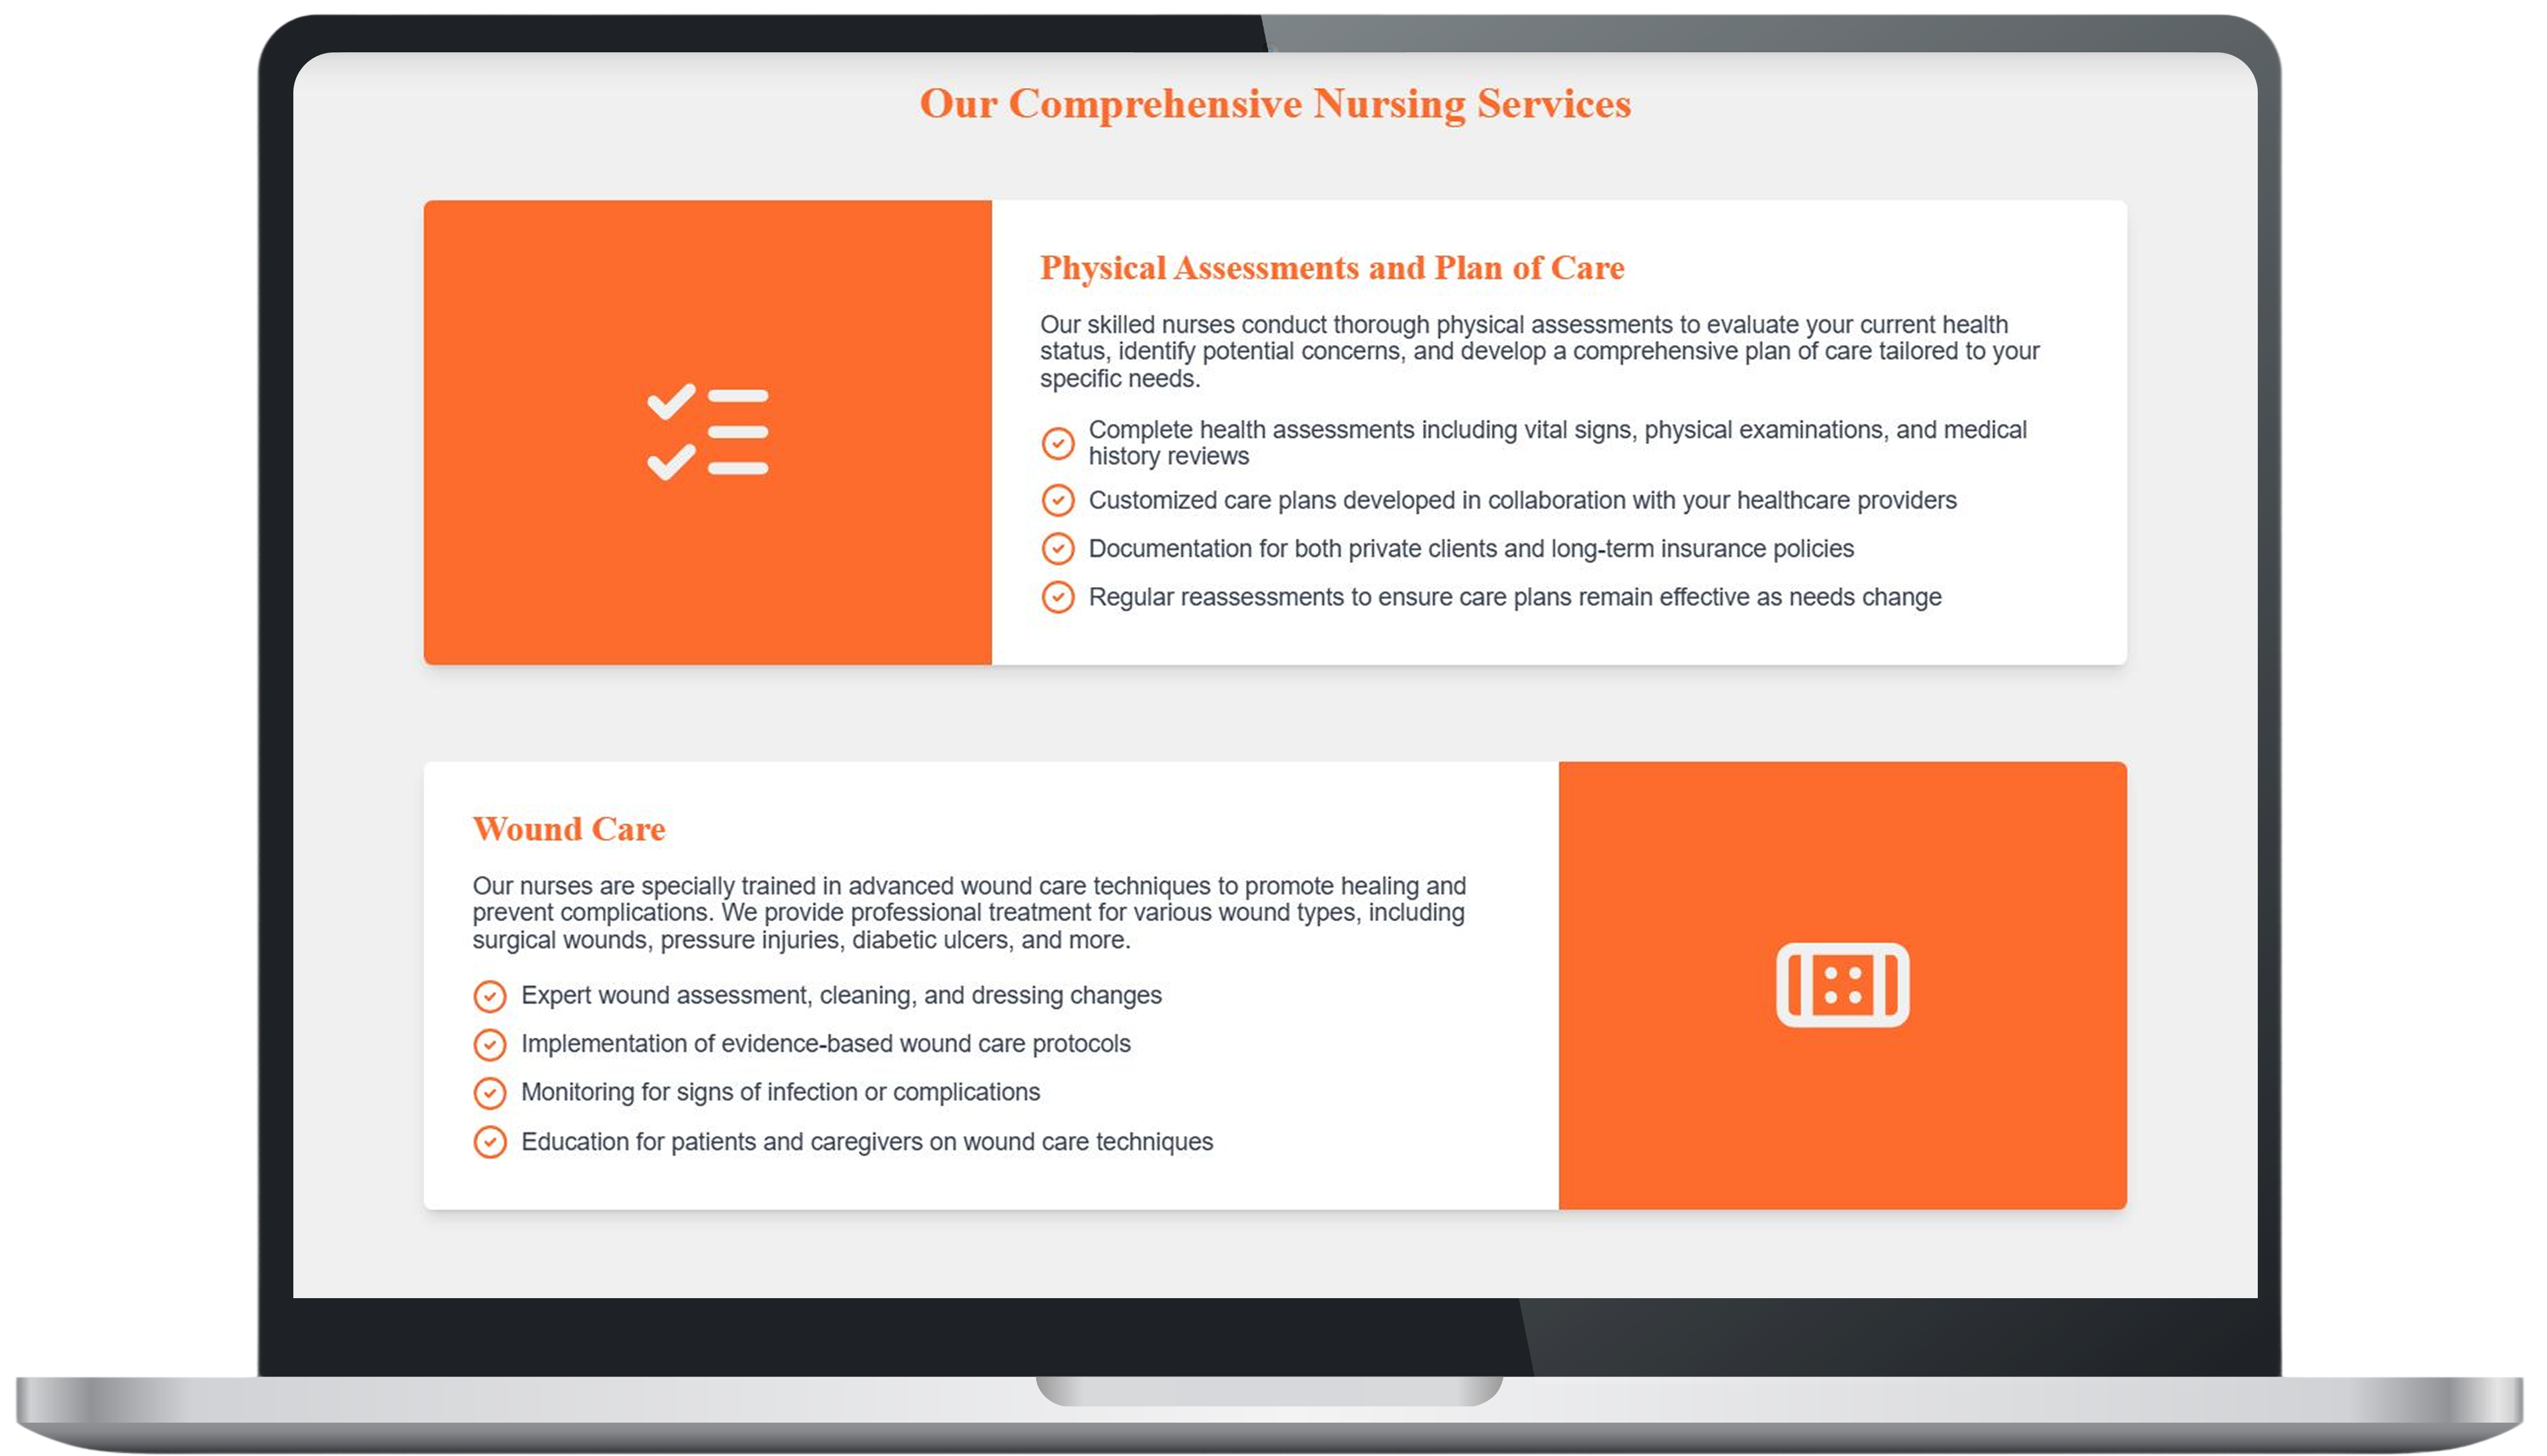 Our Comprehensive Nursing Services
Physical Assessments and Plan of Care
Our skilled nurses conduct thorough physical assessments to evaluate your current health
status, identify potential concerns, and develop a comprehensive plan of care tailored to your
specific needs.
Complete health assessments including vital signs, physical examinations, and medical
history reviews
Customized care plans developed in collaboration with your healthcare providers
Documentation for both private clients and long-term insurance policies
Regular reassessments to ensure care plans remain effective as needs change
Wound Care
Our nurses are specially trained in advanced wound care techniques to promote healing and
prevent complications. We provide professional treatment for various wound types, including
surgical wounds, pressure injuries, diabetic ulcers, and more.
Expert wound assessment, cleaning, and dressing changes
Implementation of evidence-based wound care protocols
Monitoring for signs of infection or complications
Education for patients and caregivers on wound care techniques